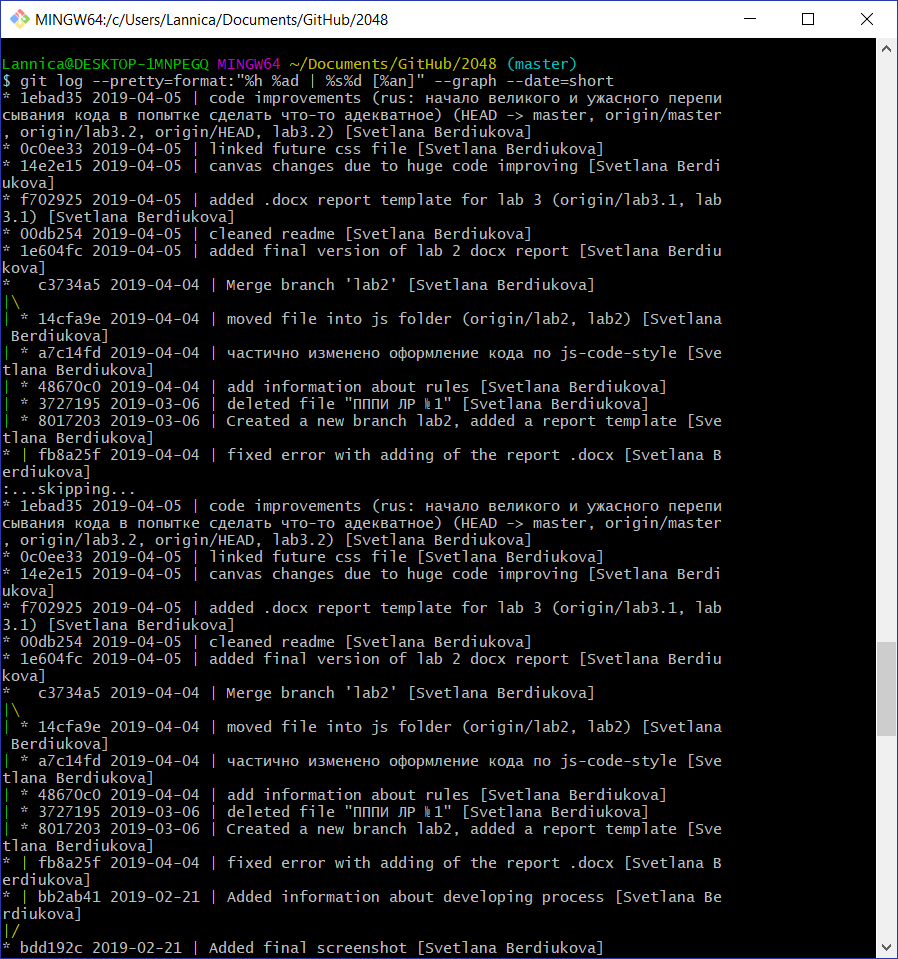 MINGW64:/c/Users/Lannica/Documents/GitHub/2048
Lannica@DESKTOP-1MNPEGQ MINGW64 ~/Documents/GitHub/2048 (master)
$ git log --pretty=format:"%h %ad | %s%d [%an]" --graph --date=short
* 1ebad35 2019-04-05 | code improvements (rus: начало великого и ужасного перепи
сывания кода в попытке сделать что-то адекватное) (HEAD -> master, origin/master
, origin/lab3.2, origin/HEAD, lab3.2) [Svetlana Berdiukova]
* 0c0ee33 2019-04-05 | linked future css file [Svetlana Berdiukova]
* 14e2e15 2019-04-05 | canvas changes due to huge code improving [Svetlana Berdi
ukova]
* f702925 2019-04-05 | added .docx report template for lab 3 (origin/lab3.1, lab
3.1) [Svetlana Berdiukova]
* 00db254 2019-04-05 | cleaned readme [Svetlana Berdiukova]
* 1e604fc 2019-04-05 | added final version of lab 2 docx report [Svetlana Berdiu
kova]
*   c3734a5 2019-04-04 | Merge branch 'lab2' [Svetlana Berdiukova]
|\
| * 14cfa9e 2019-04-04 | moved file into js folder (origin/lab2, lab2) [Svetlana
 Berdiukova]
| * a7c14fd 2019-04-04 | частично изменено оформление кода по js-code-style [Sve
tlana Berdiukova]
| * 48670c0 2019-04-04 | add information about rules [Svetlana Berdiukova]
| * 3727195 2019-03-06 | deleted file "ПППИ ЛР №1" [Svetlana Berdiukova]
| * 8017203 2019-03-06 | Created a new branch lab2, added a report template [Sve
tlana Berdiukova]
* | fb8a25f 2019-04-04 | fixed error with adding of the report .docx [Svetlana B
erdiukova]
:...skipping...
* 1ebad35 2019-04-05 | code improvements (rus: начало великого и ужасного перепи
сывания кода в попытке сделать что-то адекватное) (HEAD -> master, origin/master
, origin/lab3.2, origin/HEAD, lab3.2) [Svetlana Berdiukova]
* 0c0ee33 2019-04-05 | linked future css file [Svetlana Berdiukova]
* 14e2e15 2019-04-05 | canvas changes due to huge code improving [Svetlana Berdi
ukova]
* f702925 2019-04-05 | added .docx report template for lab 3 (origin/lab3.1, lab
3.1) [Svetlana Berdiukova]
* 00db254 2019-04-05 | cleaned readme [Svetlana Berdiukova]
* 1e604fc 2019-04-05 | added final version of lab 2 docx report [Svetlana Berdiu
kova]
*   c3734a5 2019-04-04 | Merge branch 'lab2' [Svetlana Berdiukova]
|\
| * 14cfa9e 2019-04-04 | moved file into js folder (origin/lab2, lab2) [Svetlana
 Berdiukova]
| * a7c14fd 2019-04-04 | частично изменено оформление кода по js-code-style [Sve
tlana Berdiukova]
| * 48670c0 2019-04-04 | add information about rules [Svetlana Berdiukova]
| * 3727195 2019-03-06 | deleted file "ПППИ ЛР №1" [Svetlana Berdiukova]
| * 8017203 2019-03-06 | Created a new branch lab2, added a report template [Sve
tlana Berdiukova]
* | fb8a25f 2019-04-04 | fixed error with adding of the report .docx [Svetlana B
erdiukova]
* | bb2ab41 2019-02-21 | Added information about developing process [Svetlana Be
rdiukova]
|/
* bdd192c 2019-02-21 | Added final screenshot [Svetlana Berdiukova]